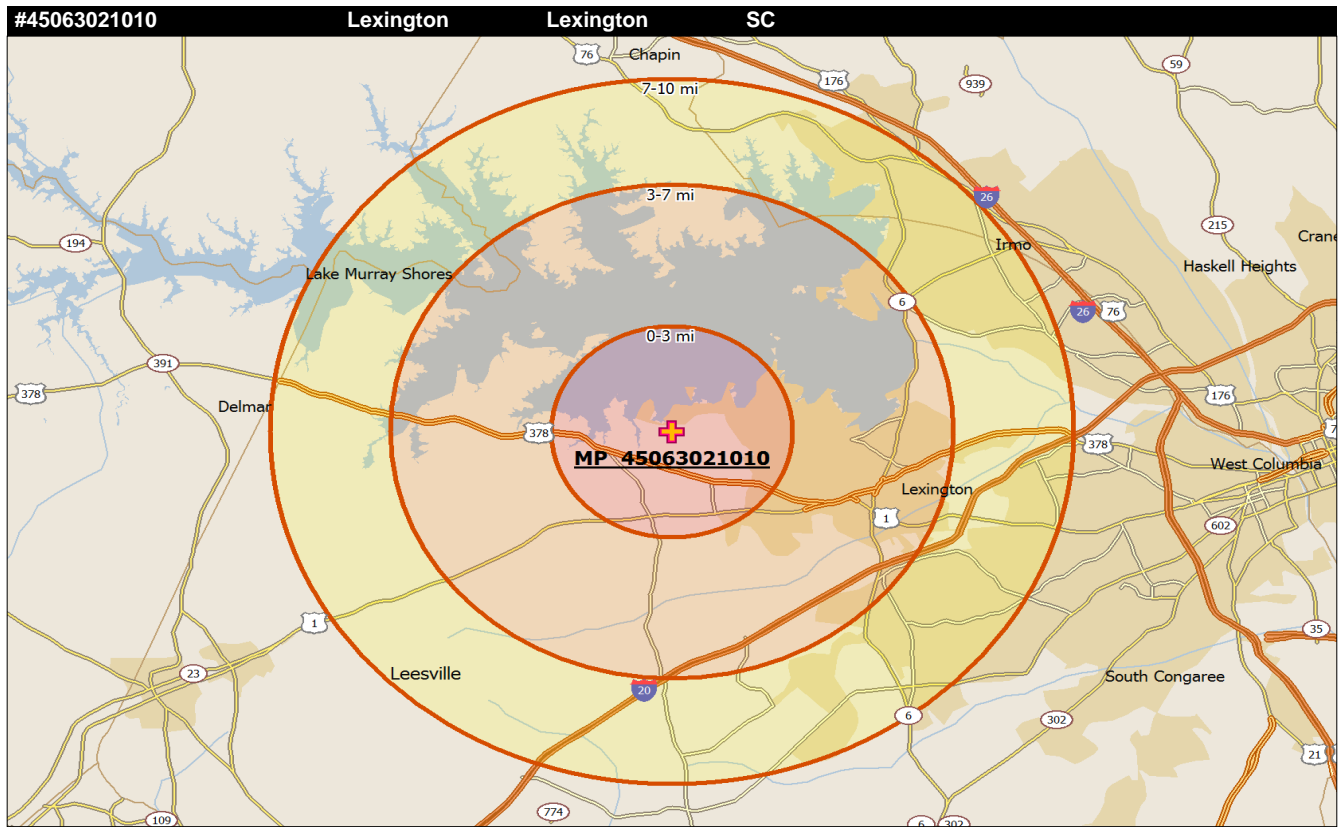 #45063021010 Lexington Lexington SC
76
Chapin
59
176
939
7-10 mi
3-7 mi
26
215
194
Irmo
Haskell Heights
Lake Murray Shores
6
26
76
0-3 mi
391
378
176
Delmar
378
378
MP 45063021010
West Columbia
Lexington
1
602
1
35
23
Leesville
South Congaree
20
6
302
21
774
109
6
302